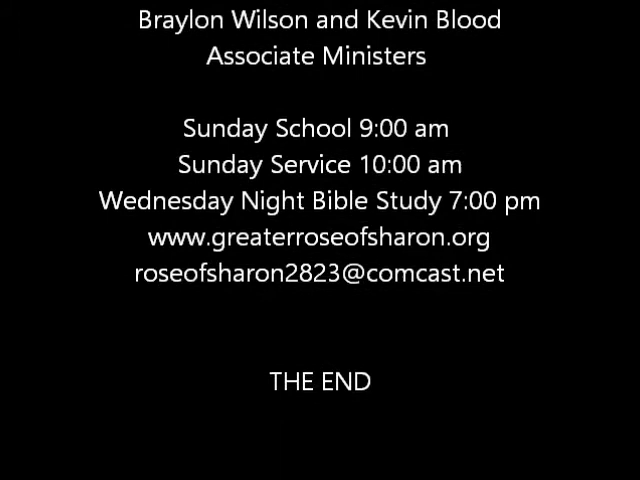 Braylon Wilson and Kevin Blood
Associate Ministers
Sunday School 9:00 am
Sunday Service 10:00 am
Wednesday Night Bible Study 7:00 pm
www.greaterroseofsharon.org
roseofsharon2823@comcast.net
THE END